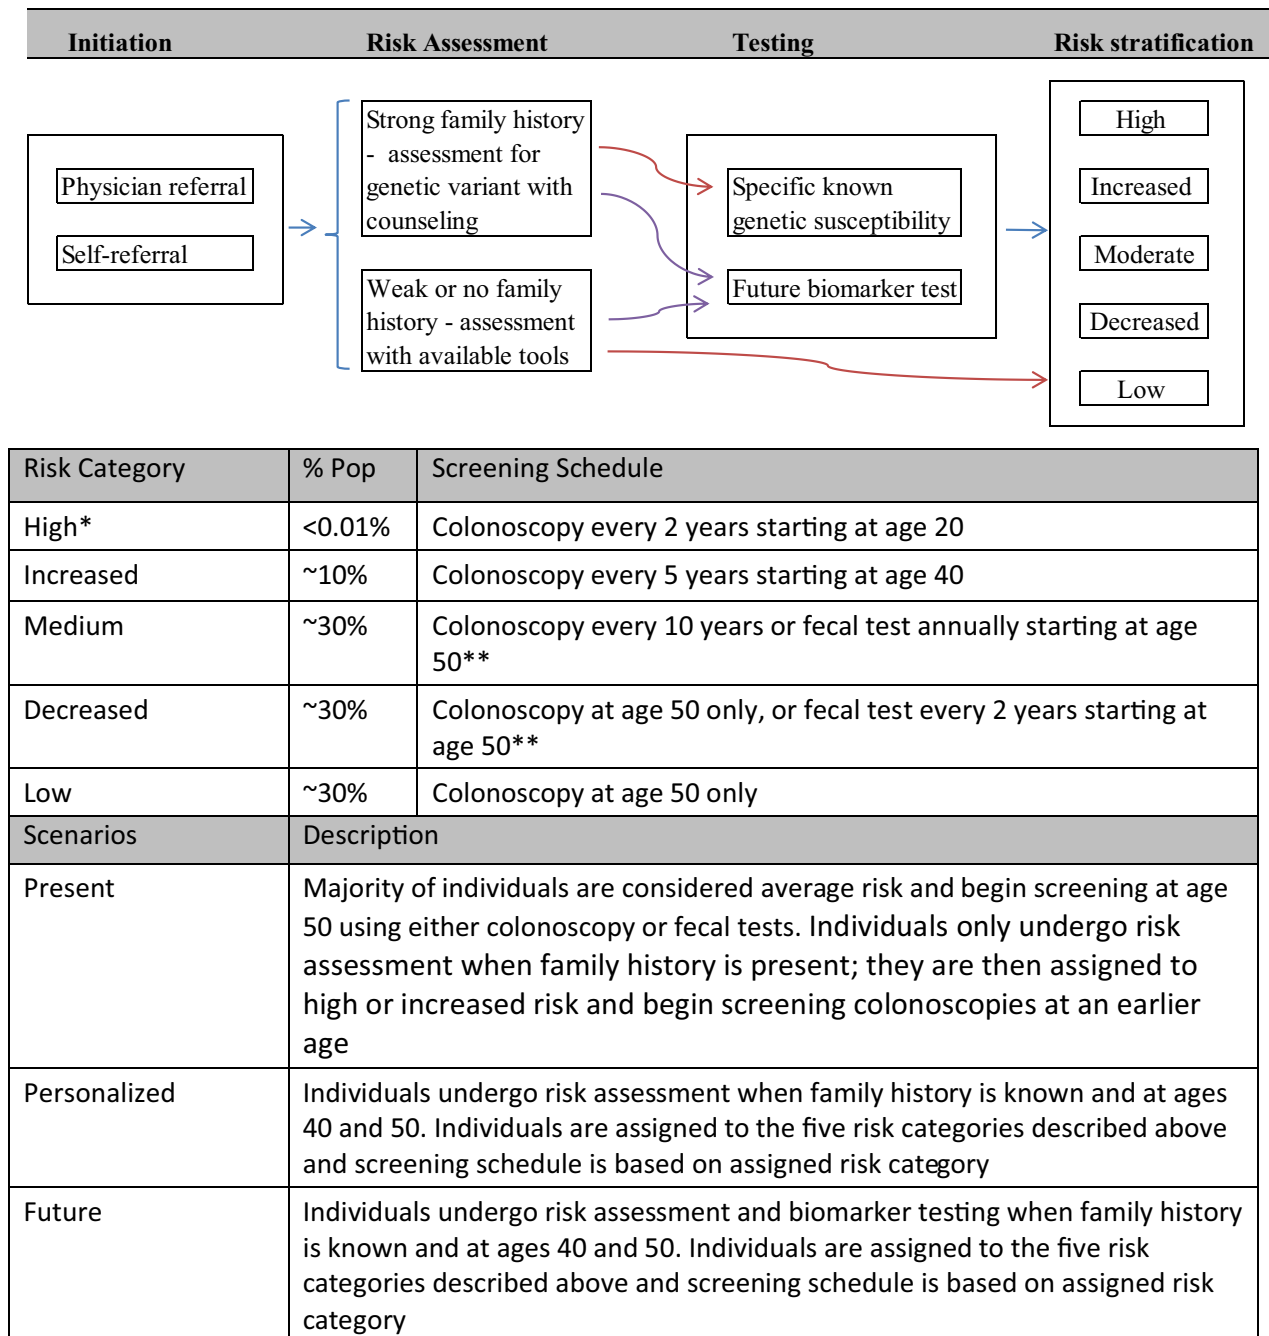 Initiation Risk Assessment Testing Risk stratification
Physician referral
Self-referral
Strong family history
- assessment for
genetic variant with
counseling
Weak or no family
history - assessment
with available tools
Specific known
genetic susceptibility
Future biomarker test
High
Increased
Moderate
Decreased
Low
Risk Category % Pop Screening Schedule
High* <0.01% Colonoscopy every 2 years starting at age 20
Increased ~10% Colonoscopy every 5 years starting at age 40
Medium ~30% Colonoscopy every 10 years or fecal test annually starting at age
50**
Decreased ~30% Colonoscopy at age 50 only, or fecal test every 2 years starting at
age 50**
Low ~30% Colonoscopy at age 50 only
Scenarios Description
Present Majority of individuals are considered average risk and begin screening at age
50 using either colonoscopy or fecal tests. Individuals only undergo risk
assessment when family history is present; they are then assigned to
high or increased risk and begin screening colonoscopies at an earlier
age
Personalized Individuals undergo risk assessment when family history is known and at ages
40 and 50. Individuals are assigned to the five risk categories described above
and screening schedule is based on assigned risk category
Future Individuals undergo risk assessment and biomarker testing when family history
is known and at ages 40 and 50. Individuals are assigned to the five risk
categories described above and screening schedule is based on assigned risk
category